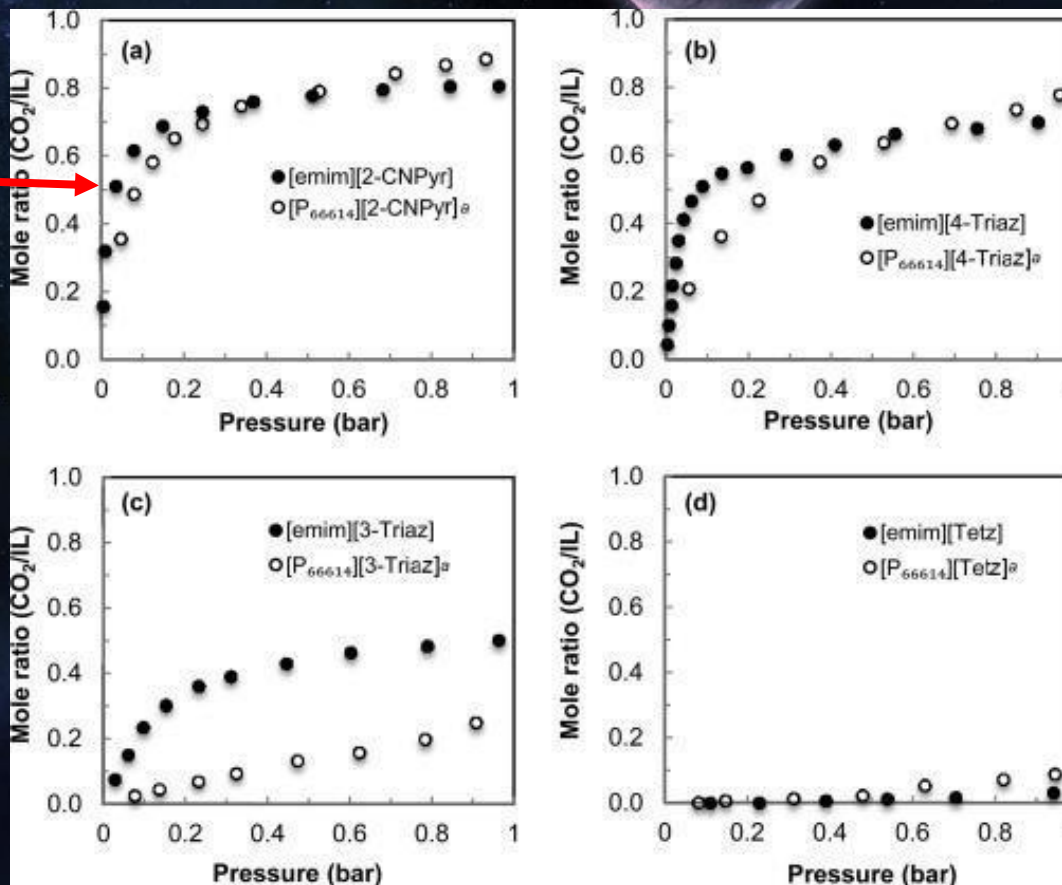 (a)
Mole ratio (CO₂/IL)
1.0
0.8
0.6
0.4
0.2
0.0
[emim][2-CNPyr]
[P₆₆₆₁₄][2-CNPyr]ᵃ
0 0.2 0.4 0.6 0.8 1
Pressure (bar)
(b)
Mole ratio (CO₂/IL)
1.0
0.8
0.6
0.4
0.2
0.0
[emim][4-Triaz]
[P₆₆₆₁₄][4-Triaz]ᵃ
0 0.2 0.4 0.6 0.8
Pressure (bar)
(c)
Mole ratio (CO₂/IL)
1.0
0.8
0.6
0.4
0.2
0.0
[emim][3-Triaz]
[P₆₆₆₁₄][3-Triaz]ᵃ
0 0.2 0.4 0.6 0.8 1
Pressure (bar)
(d)
Mole ratio (CO₂/IL)
1.0
0.8
0.6
0.4
0.2
0.0
[emim][Tetz]
[P₆₆₆₁₄][Tetz]ᵃ
0 0.2 0.4 0.6 0.8
Pressure (bar)